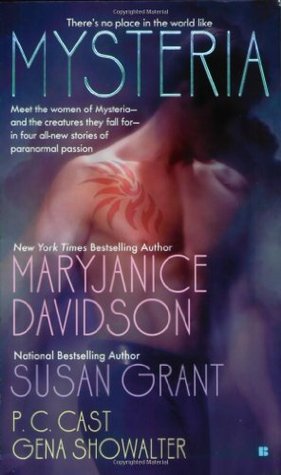 There's no place in the world like
MYSTERIA
Meet the women of Mysteria—
and the creatures they fall for—
in four all-new stories of
paranormal passion
New York Times Bestselling Author
MARYJANICE
DAVIDSON
National Bestselling Author
SUSAN GRANT
P. C. CAST
GENA SHOWALTER
B